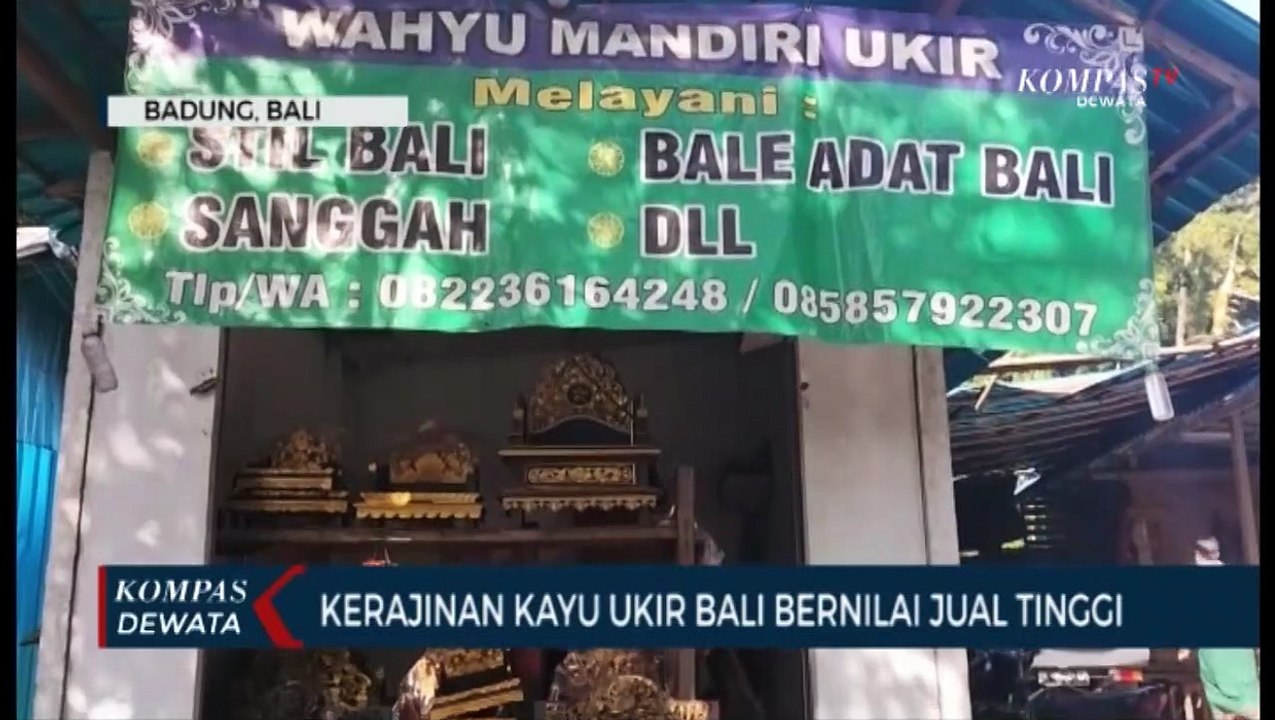 WAHYU MANDIRI UKIR
KOMPAS TV
DEWATA
Melayani :
BADUNG, BALI
STIL BALI
BALE ADAT BALI
SANGGAH
DLL
Tlp/WA : 082236164248 / 085857922307
KOMPAS
DEWATA
KERAJINAN KAYU UKIR BALI BERNILAI JUAL TINGGI